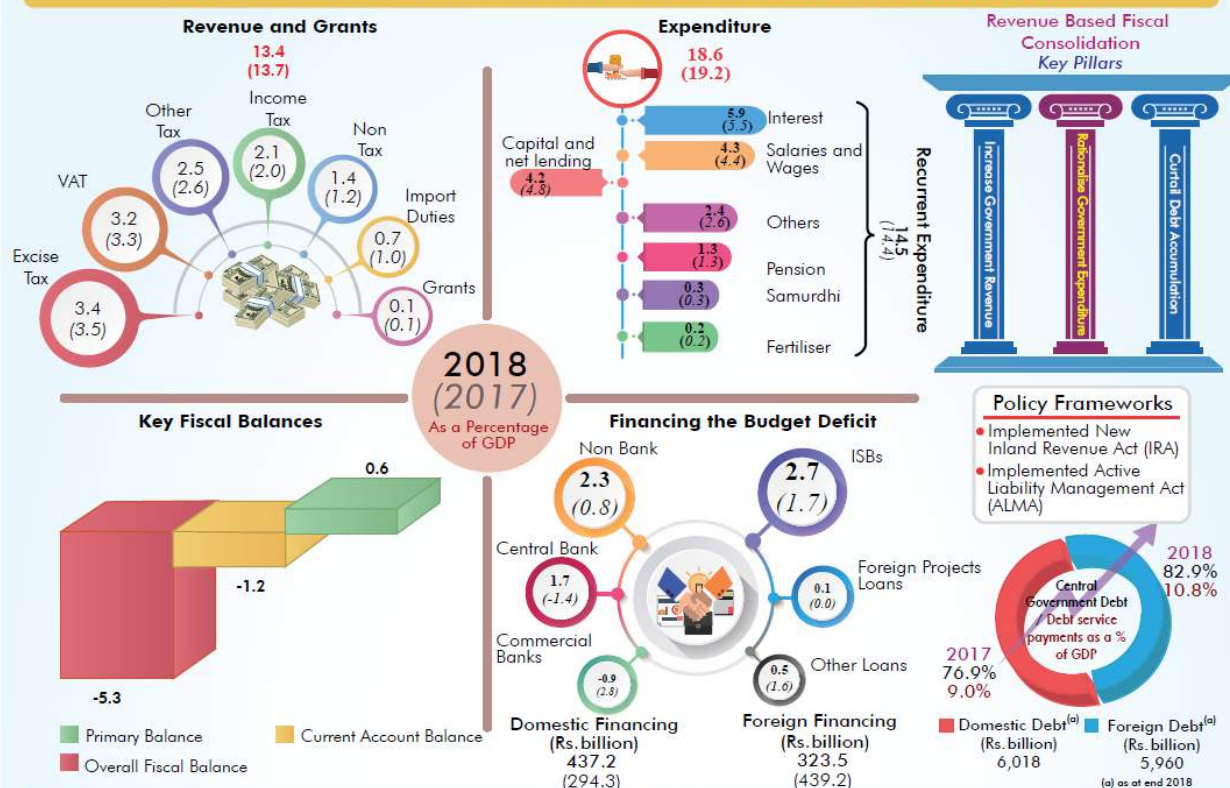 Revenue and Grants
13.4
(13.7)
Excise
Tax
3.4
(3.5)
VAT
3.2
(3.3)
Other
Tax
2.5
(2.6)
Income
Tax
2.1
(2.0)
Non
Tax
1.4
(1.2)
Import
Duties
0.7
(1.0)
Grants
0.1
(0.1)
Expenditure
18.6
(19.2)
Capital and
net lending
4.2
(4.8)
5.9
(5.5)
Interest
4.3
(4.4)
Salaries and
Wages
2.4
(2.6)
Others
1.3
(1.3)
Pension
0.3
(0.3)
Samurdhi
0.2
(0.2)
Fertiliser
14.5
(14.4)
Recurrent Expenditure
Revenue Based Fiscal
Consolidation
Key Pillars
Increase Government Revenue
Rationalise Government Expenditure
Curtail Debt Accumulation
2018
(2017)
As a Percentage
of GDP
Key Fiscal Balances
0.6
-1.2
-5.3
Primary Balance
Current Account Balance
Overall Fiscal Balance
Financing the Budget Deficit
Non Bank
2.3
(0.8)
Central Bank
1.7
(-1.4)
Commercial
Banks
-0.9
(2.8)
ISBs
2.7
(1.7)
Foreign Projects
Loans
0.1
(0.0)
Other Loans
0.5
(1.6)
Domestic Financing
(Rs.billion)
437.2
(294.3)
Foreign Financing
(Rs.billion)
323.5
(439.2)
Policy Frameworks
Implemented New
Inland Revenue Act (IRA)
Implemented Active
Liability Management Act
(ALMA)
2018
82.9%
10.8%
Central
Government Debt
/ Debt service
payments as a %
of GDP
2017
76.9%
9.0%
Domestic Debt(a)
(Rs.billion)
6,018
Foreign Debt(a)
(Rs.billion)
5,960
(a) as at end 2018